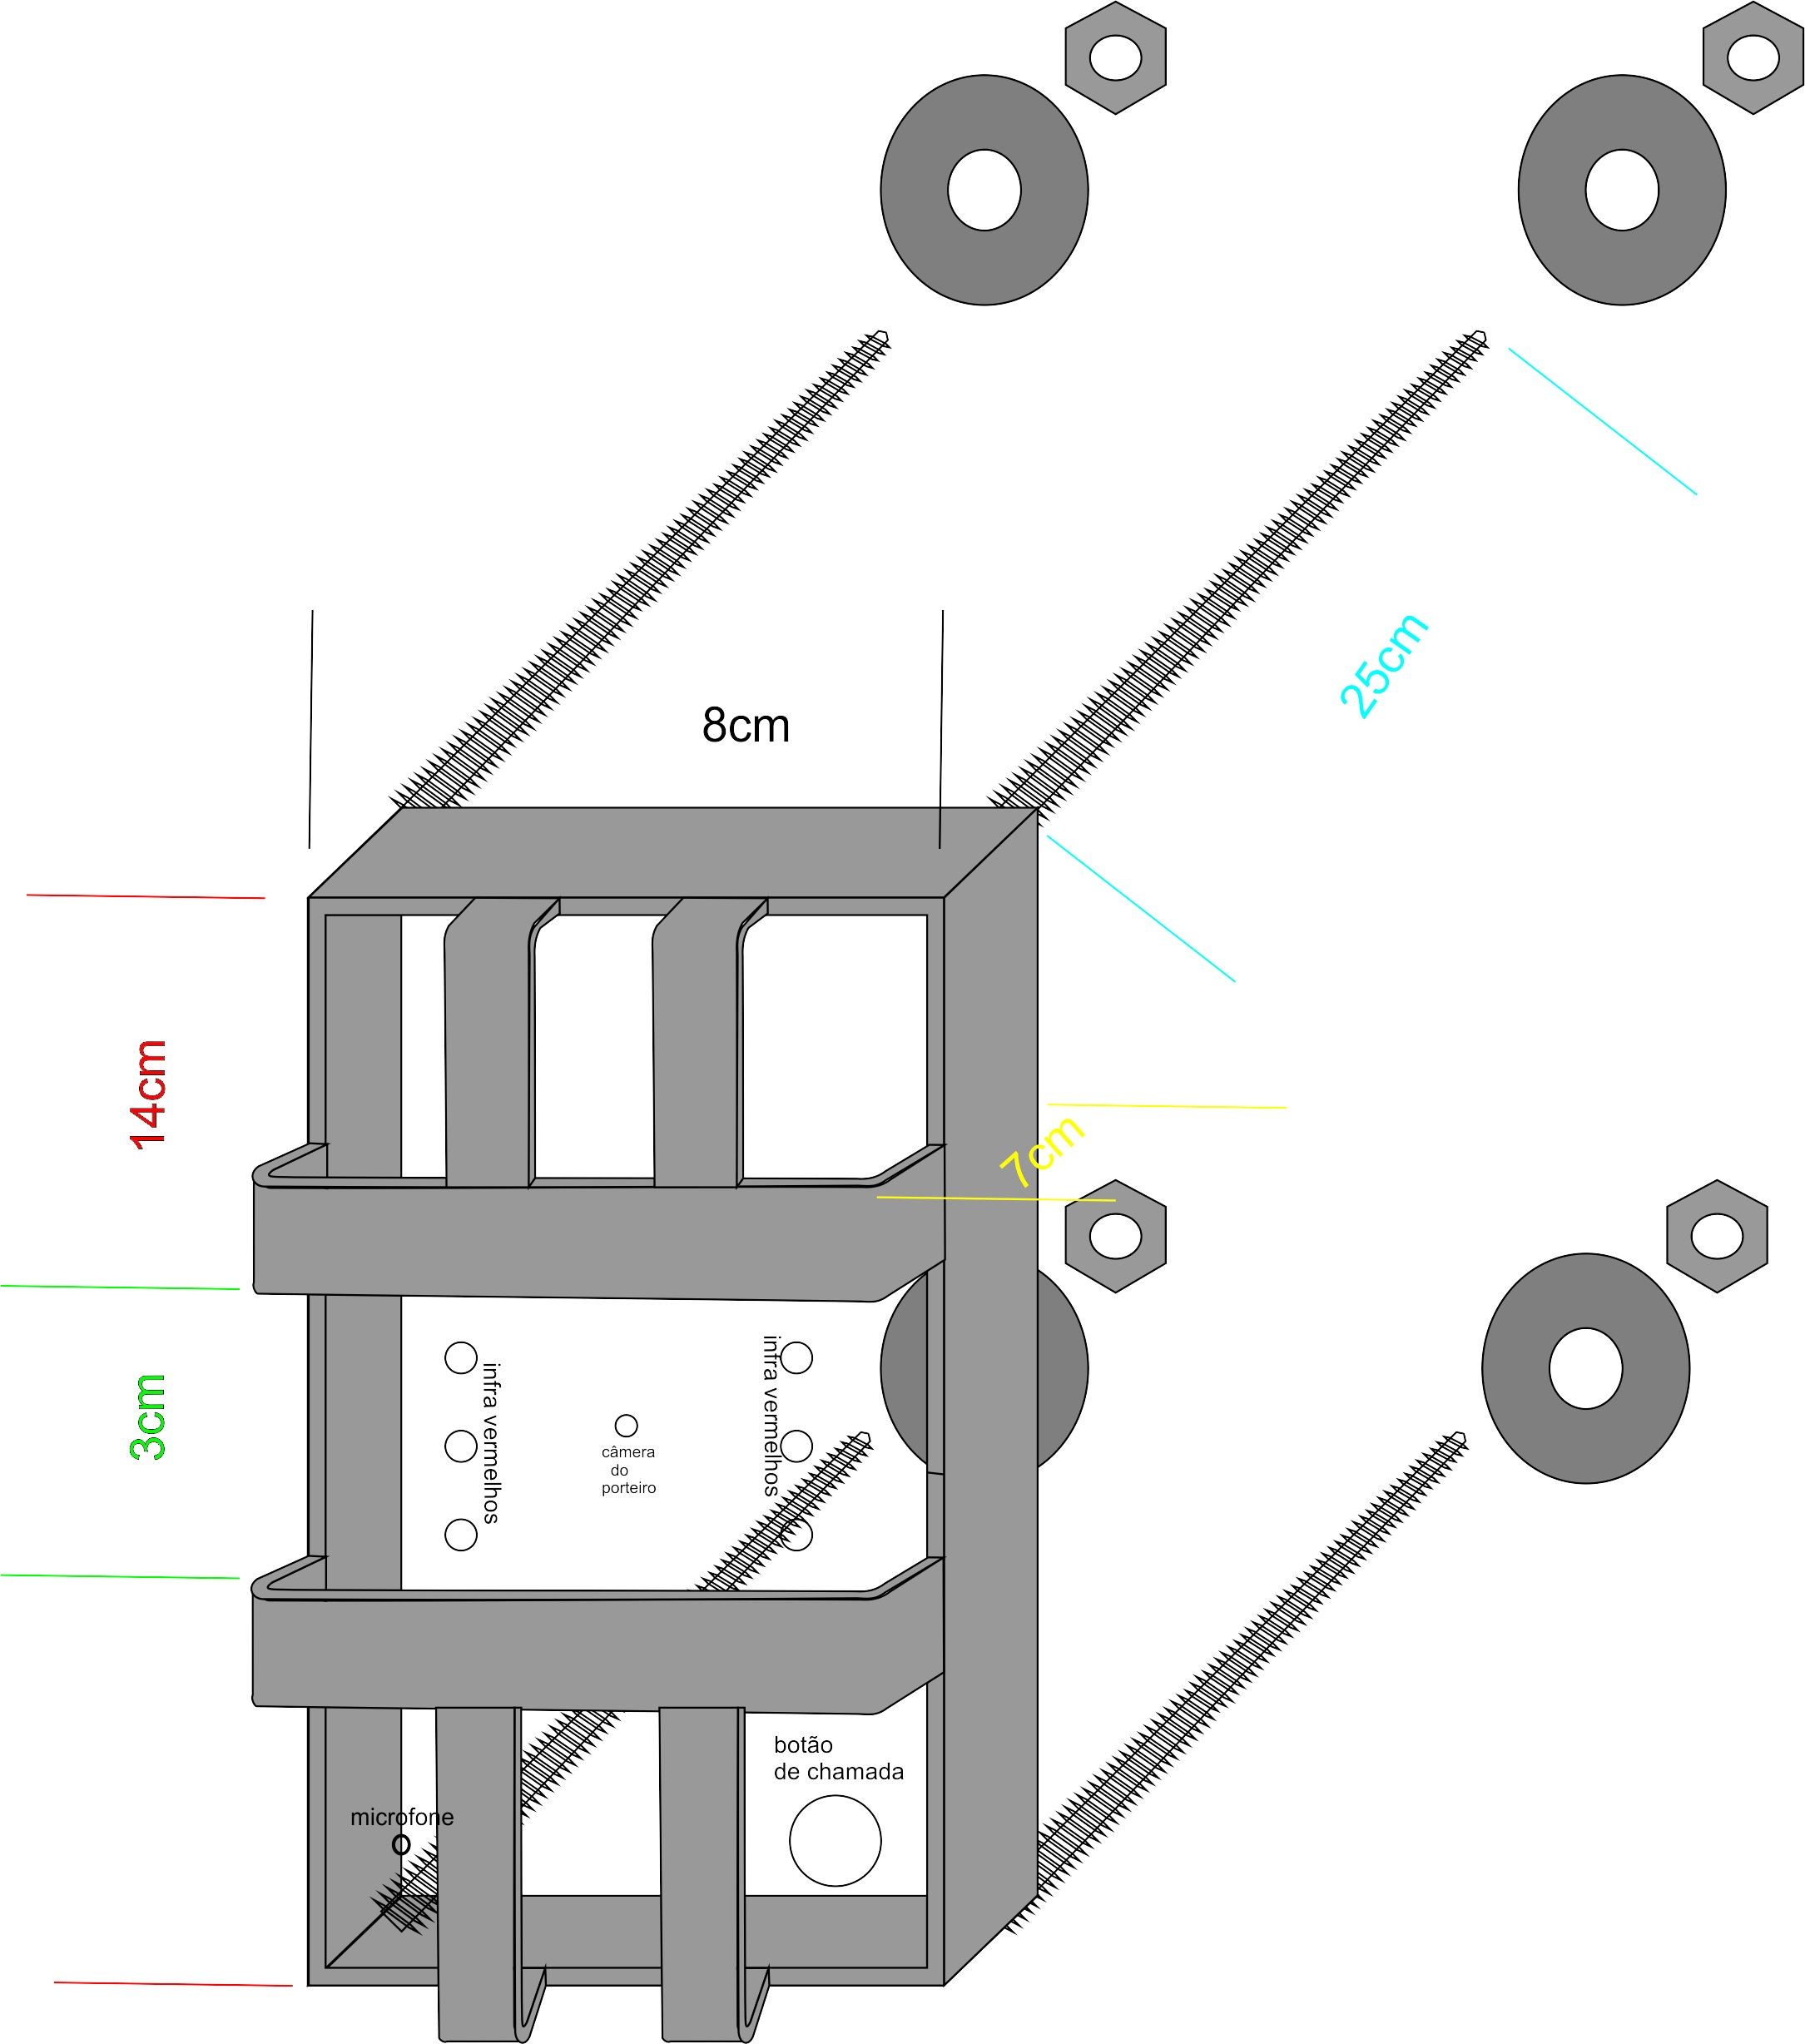 25cm
8cm
14cm
7cm
3cm
infra vermelhos
infra vermelhos
câmera
do
porteiro
botão
de chamada
microfone